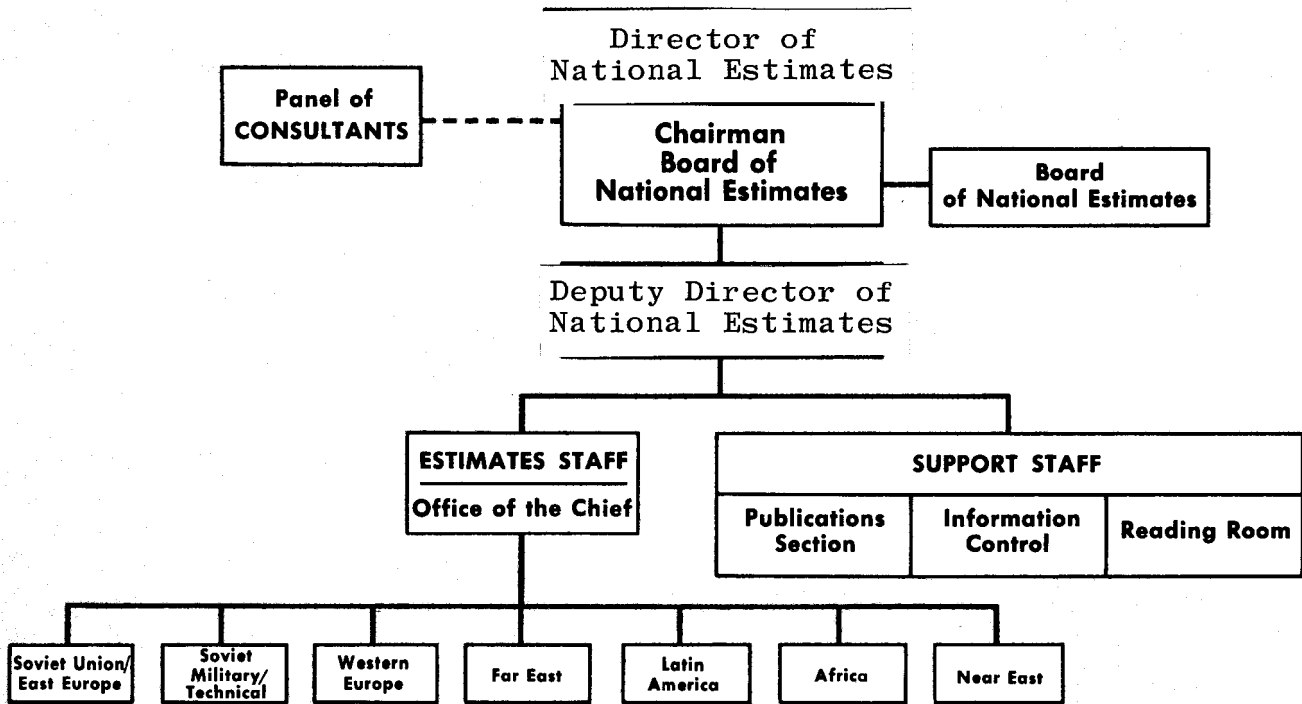 Director of
National Estimates
Panel of
CONSULTANTS
Chairman
Board of
National Estimates
Board
of National Estimates
Deputy Director of
National Estimates
ESTIMATES STAFF
Office of the Chief
SUPPORT STAFF
Publications
Section
Information
Control
Reading Room
Soviet Union/
East Europe
Soviet
Military/
Technical
Western
Europe
Far East
Latin
America
Africa
Near East